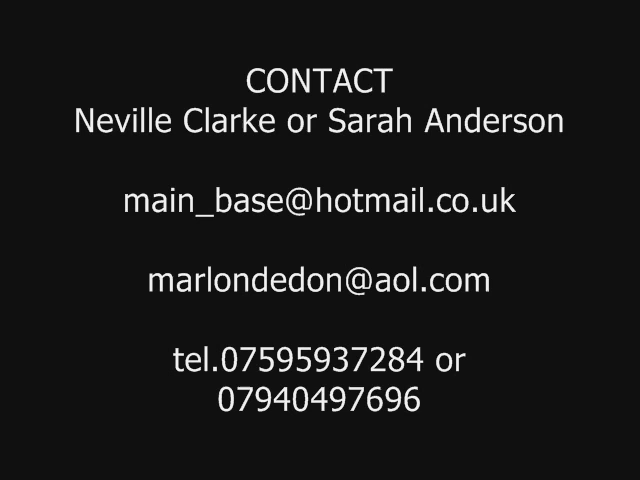 CONTACT
Neville Clarke or Sarah Anderson
main_base@hotmail.co.uk
marlondedon@aol.com
tel.07595937284 or
07940497696